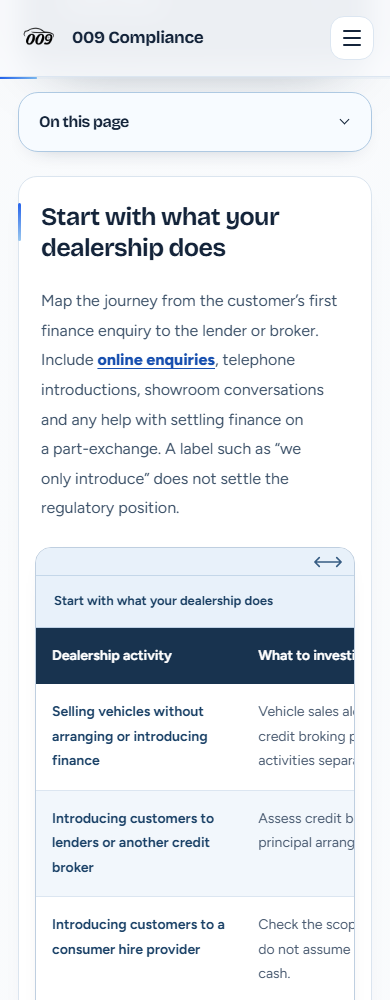 009
009 Compliance
On this page
Start with what your
dealership does
Map the journey from the customer’s first
finance enquiry to the lender or broker.
Include online enquiries, telephone
introductions, showroom conversations
and any help with settling finance on
a part-exchange. A label such as “we
only introduce” does not settle the
regulatory position.
Start with what your dealership does
Dealership activity
What to investi
Selling vehicles without
arranging or introducing
finance
Vehicle sales al
credit broking p
activities separa
Introducing customers to
lenders or another credit
broker
Assess credit b
principal arrang
Introducing customers to a
consumer hire provider
Check the scop
do not assume
cash.